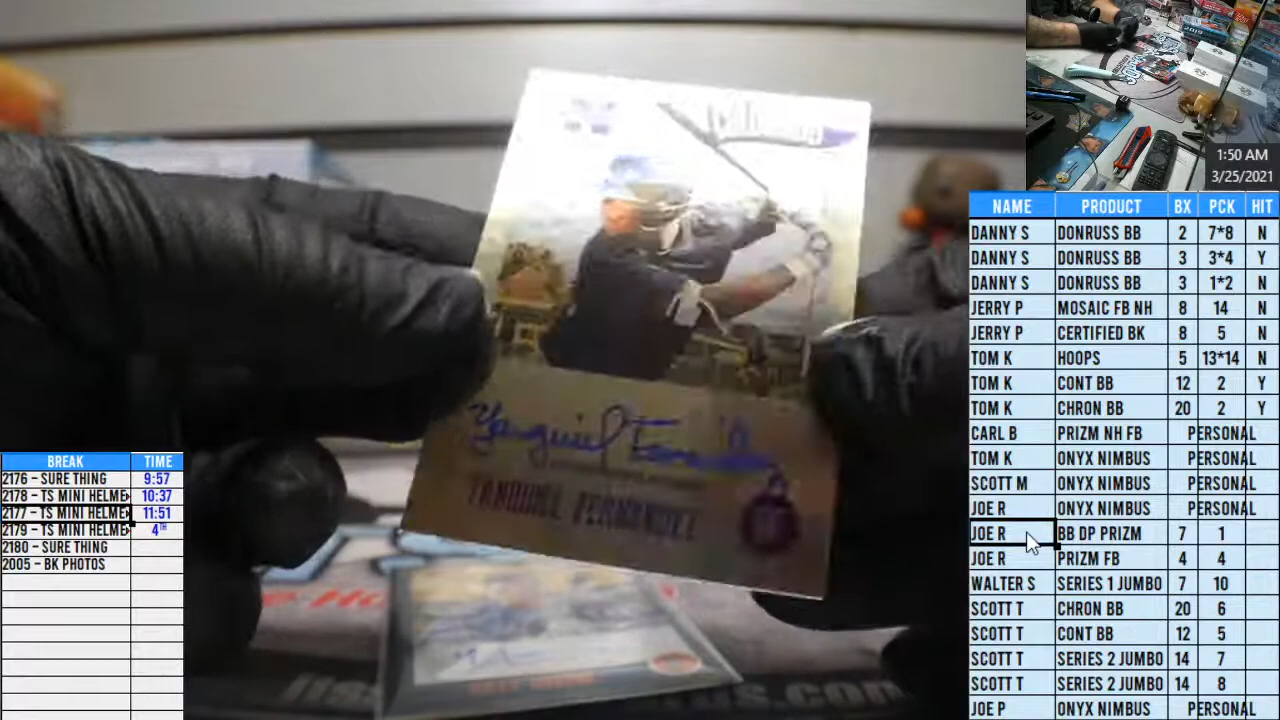 1:50 AM
3/25/2021
NAME PRODUCT BX PCK HIT
DANNY S DONRUSS BB 2 7*8 N
DANNY S DONRUSS BB 3 3*4 Y
DANNY S DONRUSS BB 3 1*2 N
JERRY P MOSAIC FB NH 8 14 N
JERRY P CERTIFIED BK 8 5 N
TOM K HOOPS 5 13*14 N
TOM K CONT BB 12 2 Y
TOM K CHRON BB 20 2 Y
CARL B PRIZM NH FB PERSONAL
TOM K ONYX NIMBUS PERSONAL
SCOTT M ONYX NIMBUS PERSONAL
JOE R ONYX NIMBUS PERSONAL
JOE R BB DP PRIZM 7 1
JOE R PRIZM FB 4 4
WALTER S SERIES 1 JUMBO 7 10
SCOTT T CHRON BB 20 6
SCOTT T CONT BB 12 5
SCOTT T SERIES 2 JUMBO 14 7
SCOTT T SERIES 2 JUMBO 14 8
JOE P ONYX NIMBUS PERSONAL
BREAK TIME
2176 - SURE THING 9:57
2178 - TS MINI HELME 10:37
2177 - TS MINI HELME 11:51
2179 - TS MINI HELME 4TH
2180 - SURE THING
2005 - BK PHOTOS